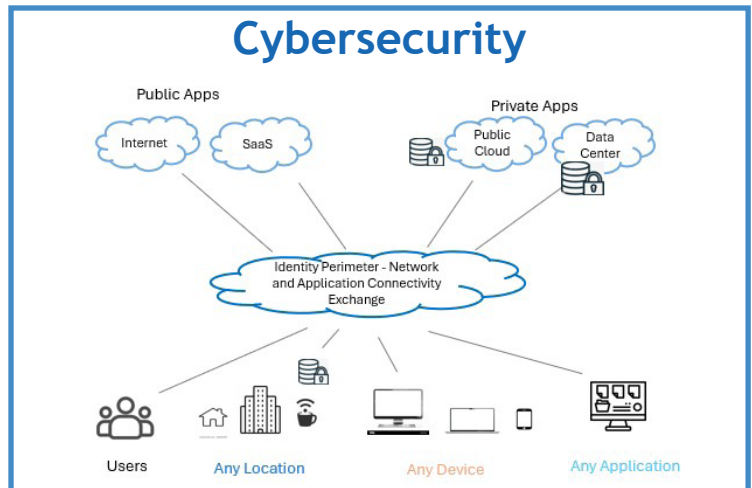 Cybersecurity
Public Apps
Private Apps
Internet
SaaS
Public
Cloud
Data
Center
Identity Perimeter - Network
and Application Connectivity
Exchange
Users
Any Location
Any Device
Any Application